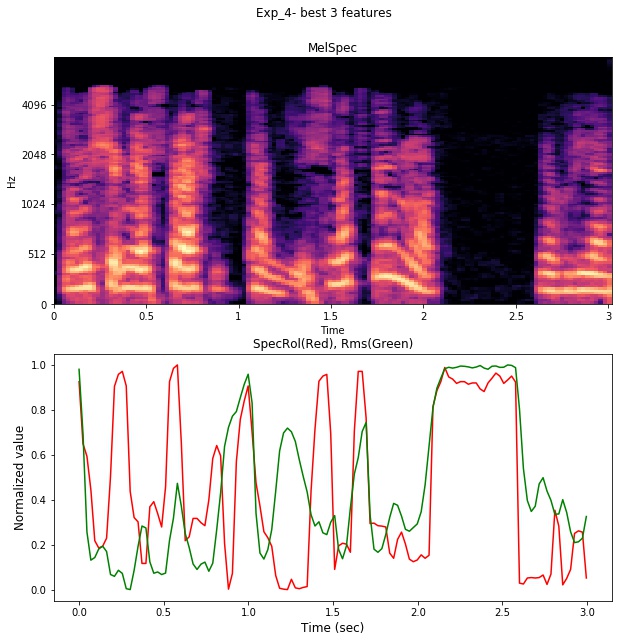 Exp_4- best 3 features
MelSpec
4096
2048
1024
512
0
Hz
0 0.5 1 1.5 2 2.5 3
Time
SpecRol(Red), Rms(Green)
1.0
0.8
0.6
0.4
0.2
0.0
Normalized value
0.0 0.5 1.0 1.5 2.0 2.5 3.0
Time (sec)